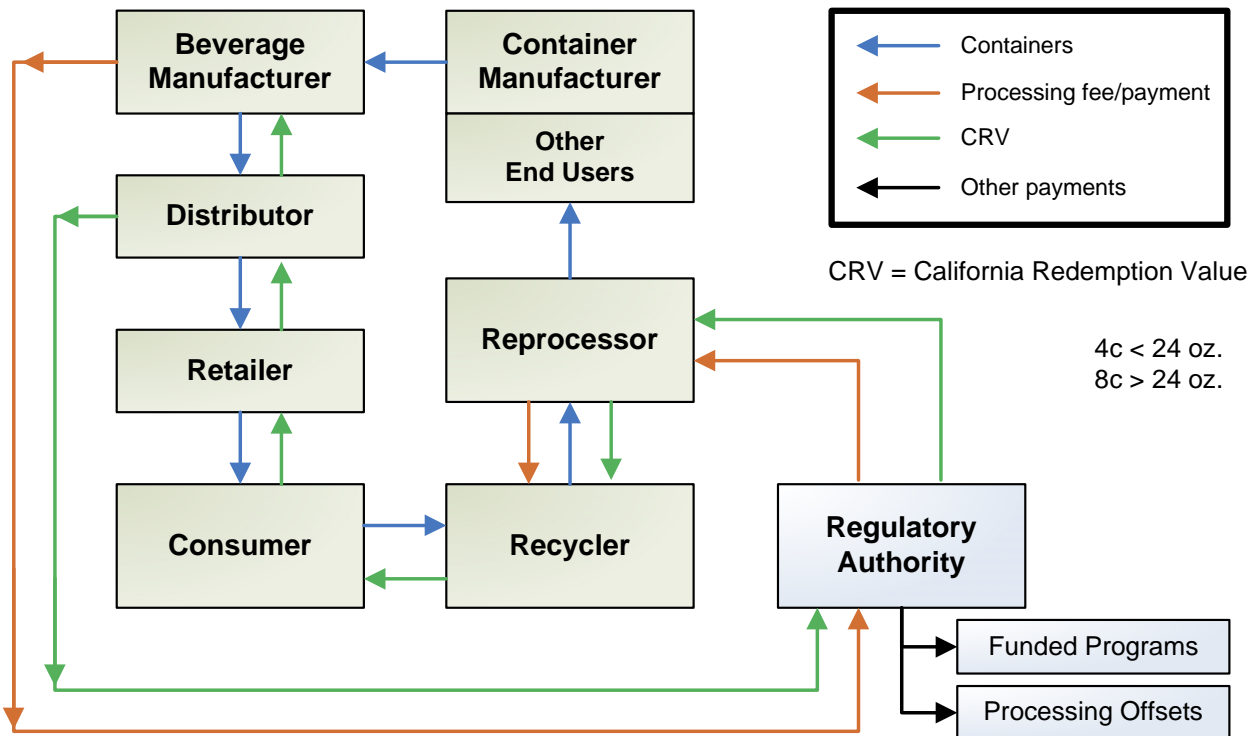 Beverage
Manufacturer
Container
Manufacturer
Other
End Users
Distributor
Retailer
Reprocessor
Consumer
Recycler
Regulatory
Authority
Funded Programs
Processing Offsets
Containers
Processing fee/payment
CRV
Other payments
CRV = California Redemption Value
4c < 24 oz.
8c > 24 oz.